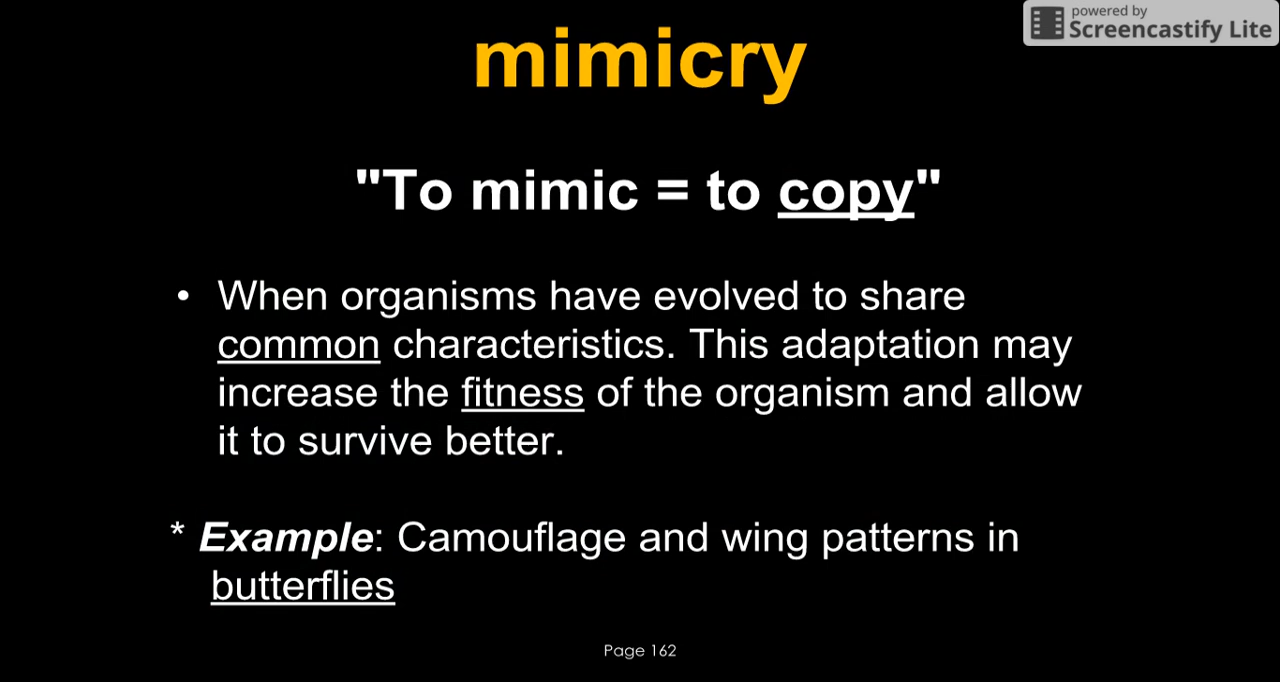 powered by
Screencastify Lite
mimicry
"To mimic = to copy"
• When organisms have evolved to share
common characteristics. This adaptation may
increase the fitness of the organism and allow
it to survive better.
* Example: Camouflage and wing patterns in
butterflies
Page 162